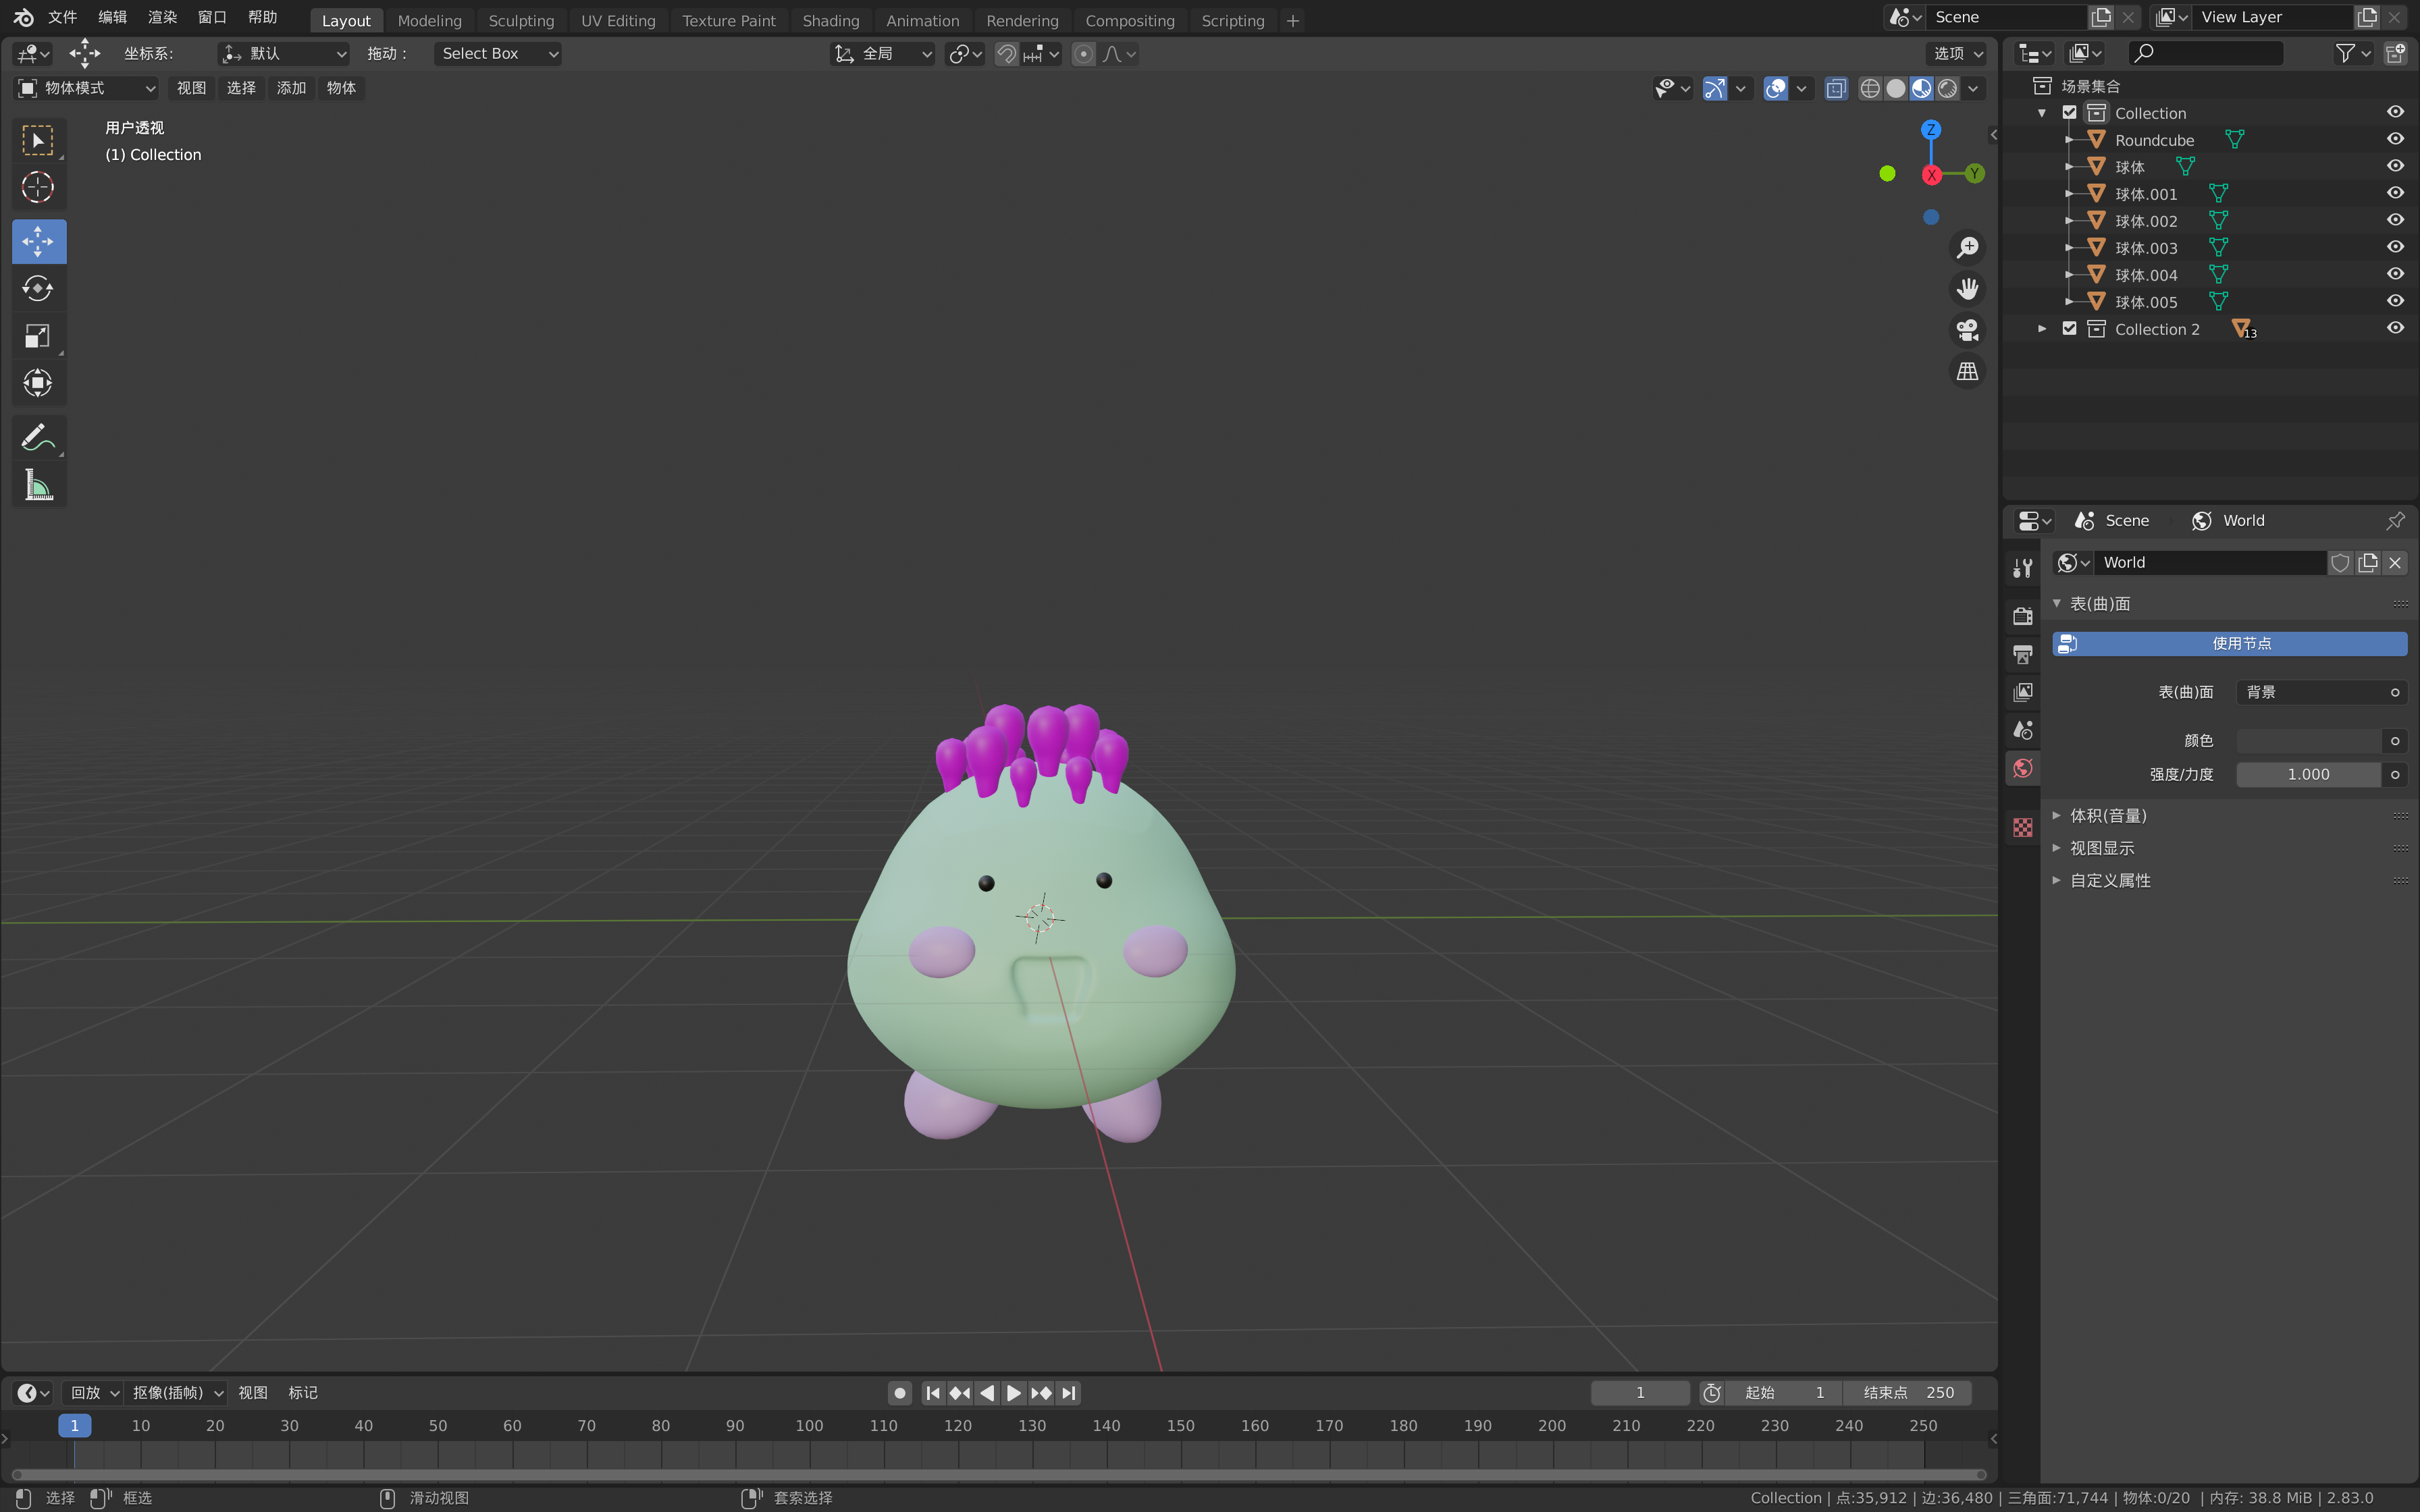 文件 编辑 渲染 窗口 帮助 Layout Modeling Sculpting UV Editing Texture Paint Shading Animation Rendering Compositing Scripting + Scene View Layer
坐标系: 默认 拖动: Select Box 全局 选项
物体模式 视图 选择 添加 物体
用户透视
(1) Collection
Z
X
Y
场景集合
Collection
Roundcube
球体
球体.001
球体.002
球体.003
球体.004
球体.005
Collection 2 13
Scene World
World
表(曲)面
使用节点
表(曲)面 背景
颜色
强度/力度 1.000
体积(音量)
视图显示
自定义属性
回放 抠像(插帧) 视图 标记 1 起始 1 结束点 250
1 10 20 30 40 50 60 70 80 90 100 110 120 130 140 150 160 170 180 190 200 210 220 230 240 250
选择 框选 滑动视图 套索选择 Collection | 点:35,912 | 边:36,480 | 三角面:71,744 | 物体:0/20 | 内存: 38.8 MiB | 2.83.0